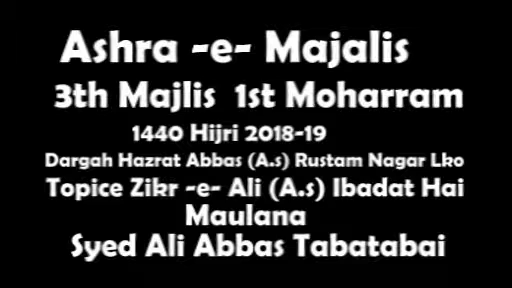 Ashra -e- Majalis
3th Majlis 1st Moharram
1440 Hijri 2018-19
Dargah Hazrat Abbas (A.s) Rustam Nagar Lko
Topice Zikr -e- Ali (A.s) Ibadat Hai
Maulana
Syed Ali Abbas Tabatabai